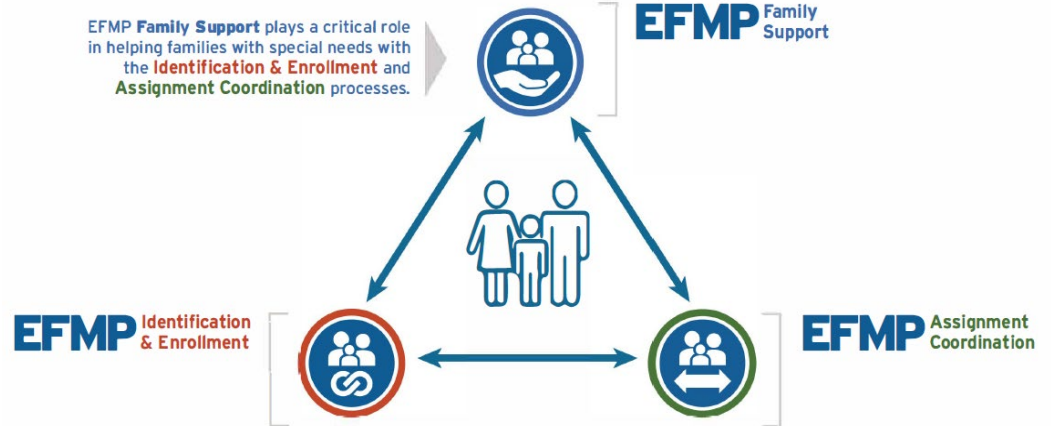 EFMP Family Support plays a critical role
in helping families with special needs with
the Identification & Enrollment and
Assignment Coordination processes.
EFMP Family
Support
EFMP Identification
& Enrollment
EFMP Assignment
Coordination